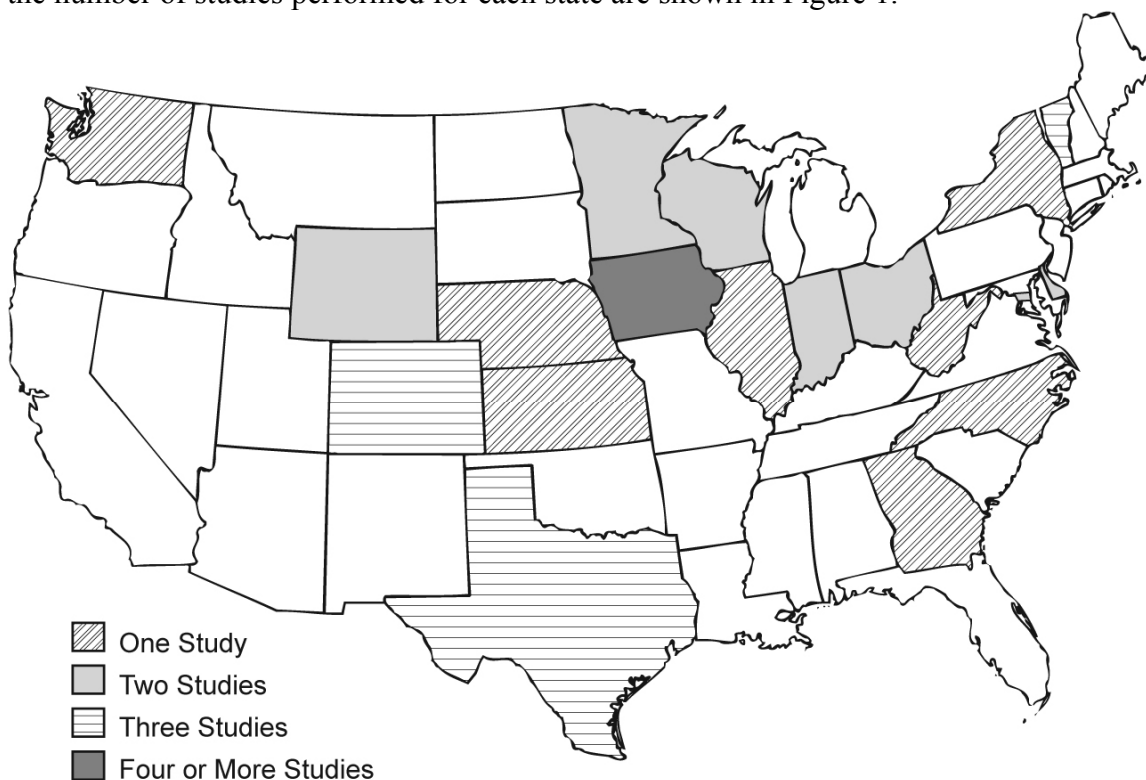 the number of studies performed for each state are shown in Figure 1.
One Study
Two Studies
Three Studies
Four or More Studies